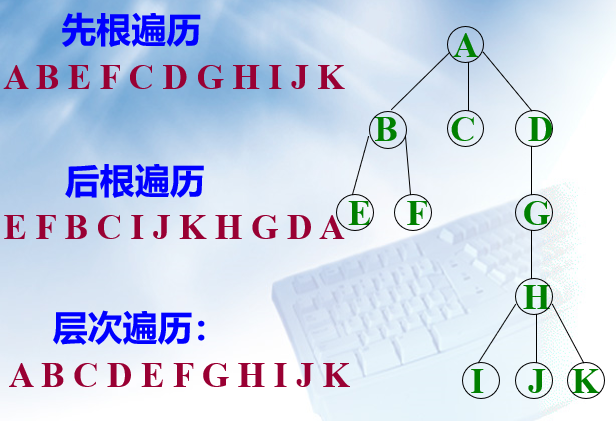 先根遍历
A B E F C D G H I J K
后根遍历
E F B C I J K H G D A
层次遍历：
A B C D E F G H I J K
A
B C D
E F G
H
I J K